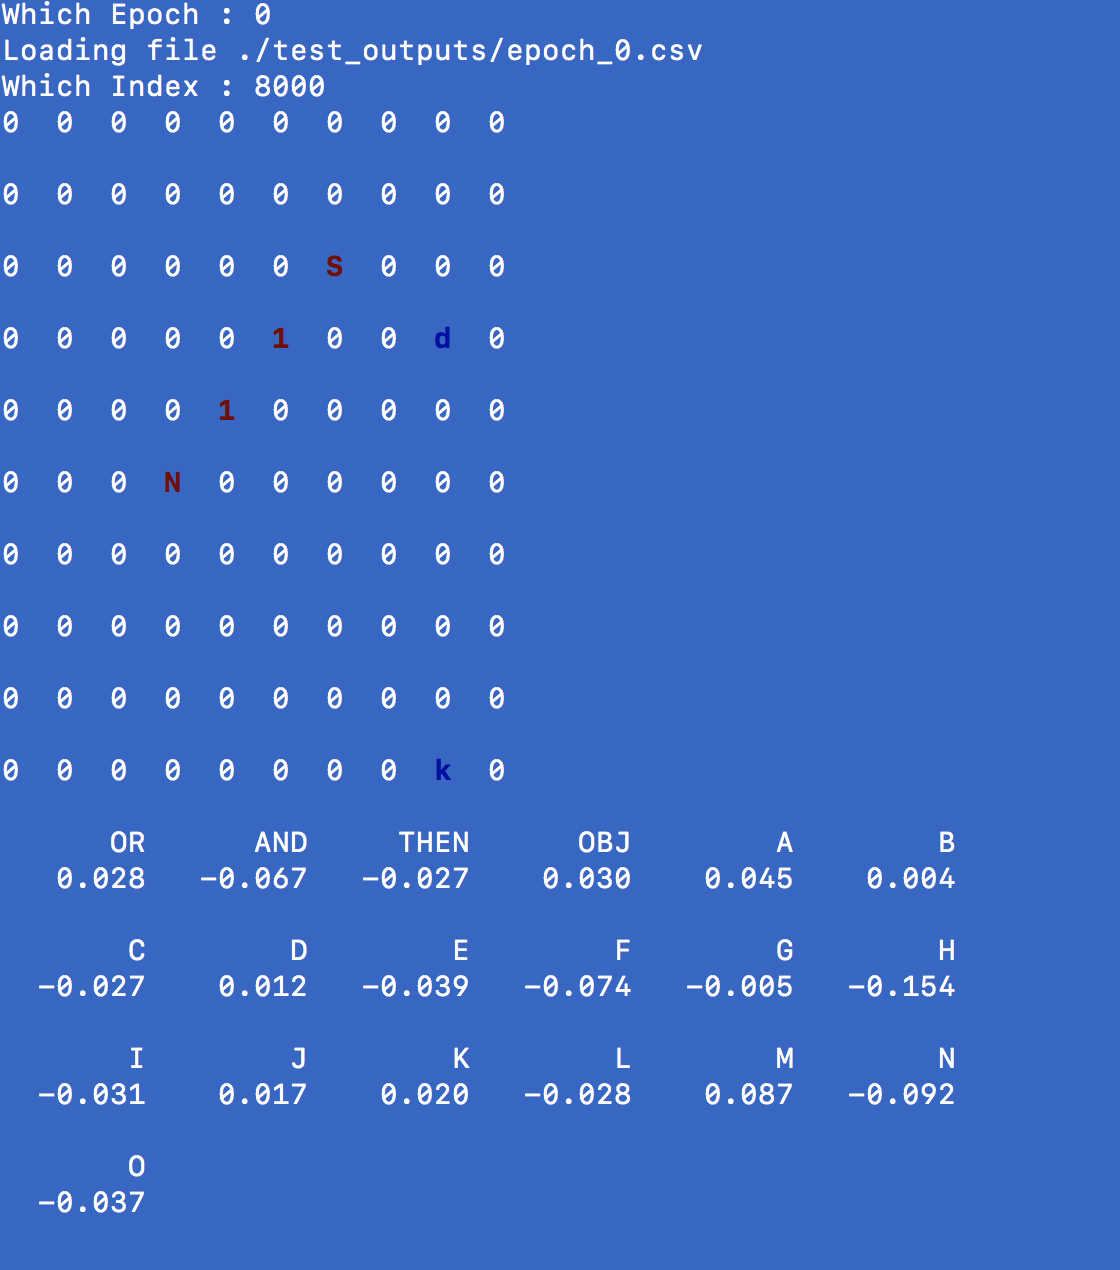 Which Epoch : 0
Loading file ./test_outputs/epoch_0.csv
Which Index : 8000
0 0 0 0 0 0 0 0 0 0
0 0 0 0 0 0 0 0 0 0
0 0 0 0 0 0 S 0 0 0
0 0 0 0 0 1 0 0 d 0
0 0 0 0 1 0 0 0 0 0
0 0 0 N 0 0 0 0 0 0
0 0 0 0 0 0 0 0 0 0
0 0 0 0 0 0 0 0 0 0
0 0 0 0 0 0 0 0 0 0
0 0 0 0 0 0 0 0 k 0
OR AND THEN OBJ A B
0.028 -0.067 -0.027 0.030 0.045 0.004
C D E F G H
-0.027 0.012 -0.039 -0.074 -0.005 -0.154
I J K L M N
-0.031 0.017 0.020 -0.028 0.087 -0.092
O
-0.037